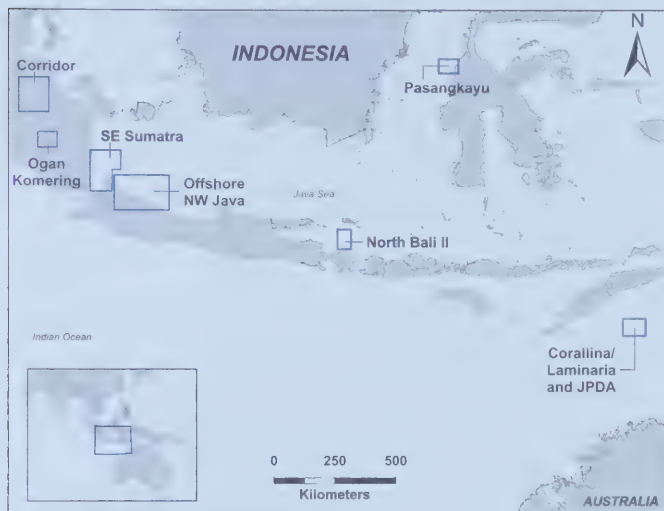 INDONESIA
N
Corridor
Pasangkayu
SE Sumatra
Ogan
Komering
Offshore
NW Java
Java Sea
North Bali II
Indian Ocean
Corallina/
Laminaria
and JPDA
0 250 500
Kilometers
AUSTRALIA